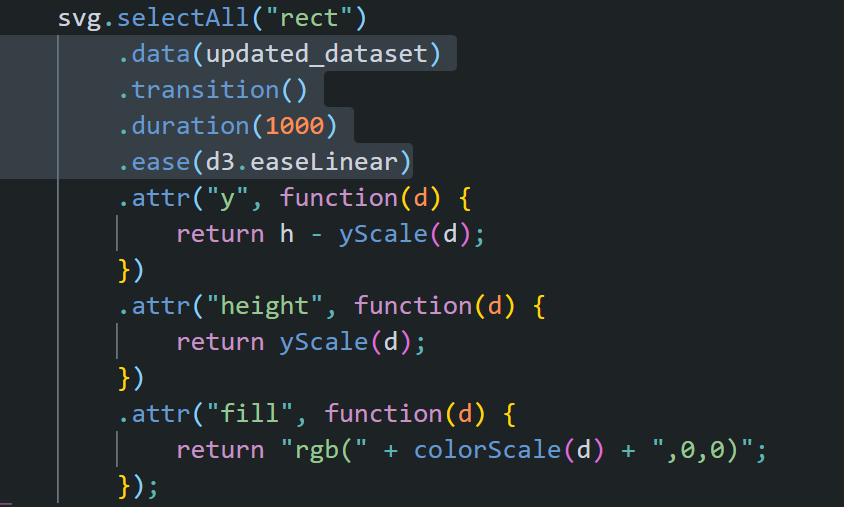 svg.selectAll("rect")
.data(updated_dataset)
.transition()
.duration(1000)
.ease(d3.easeLinear)
.attr("y", function(d) {
return h - yScale(d);
})
.attr("height", function(d) {
return yScale(d);
})
.attr("fill", function(d) {
return "rgb(" + colorScale(d) + ",0,0)";
});